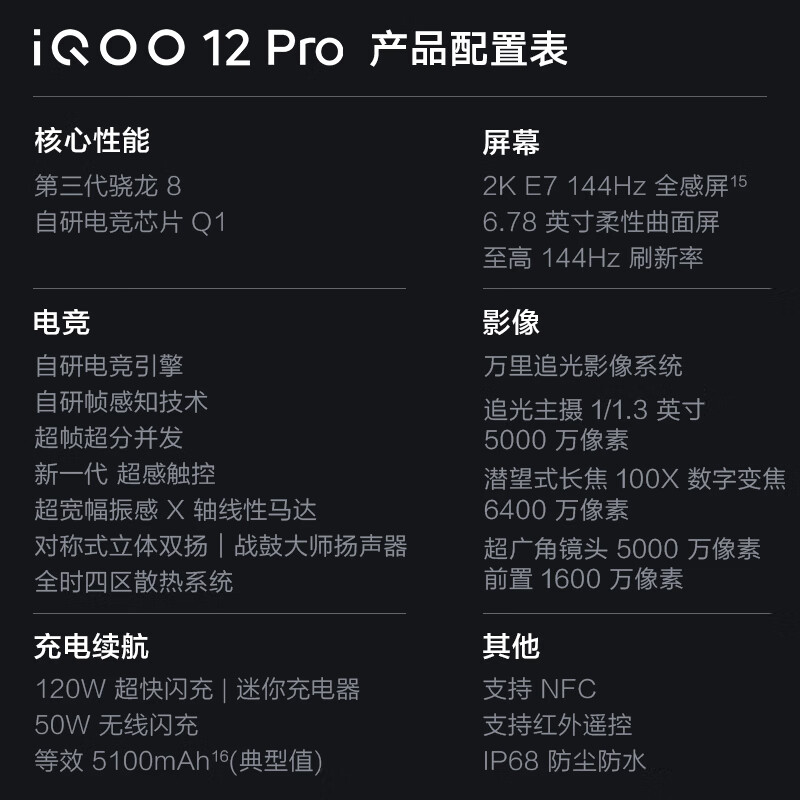 iQOO 12 Pro 产品配置表
核心性能
第三代骁龙 8
自研电竞芯片 Q1
屏幕
2K E7 144Hz 全感屏15
6.78 英寸柔性曲面屏
至高 144Hz 刷新率
电竞
自研电竞引擎
自研帧感知技术
超帧超分并发
新一代 超感触控
超宽幅振感 X 轴线性马达
对称式立体双扬 | 战鼓大师扬声器
全时四区散热系统
影像
万里追光影像系统
追光主摄 1/1.3 英寸
5000 万像素
潜望式长焦 100X 数字变焦
6400 万像素
超广角镜头 5000 万像素
前置 1600 万像素
充电续航
120W 超快闪充 | 迷你充电器
50W 无线闪充
等效 5100mAh16(典型值)
其他
支持 NFC
支持红外遥控
IP68 防尘防水